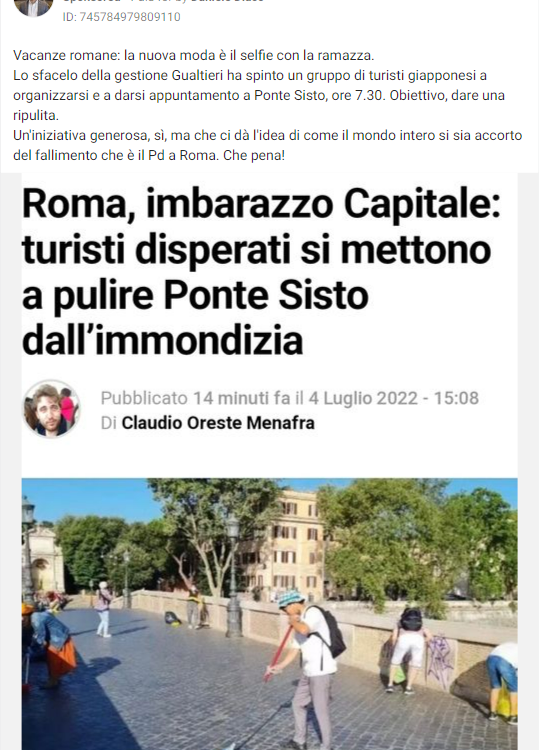 ID: 745784979809110
Vacanze romane: la nuova moda è il selfie con la ramazza.
Lo sfacelo della gestione Gualtieri ha spinto un gruppo di turisti giapponesi a
organizzarsi e a darsi appuntamento a Ponte Sisto, ore 7.30. Obiettivo, dare una
ripulita.
Un'iniziativa generosa, sì, ma che ci dà l'idea di come il mondo intero si sia accorto
del fallimento che è il Pd a Roma. Che pena!
Roma, imbarazzo Capitale:
turisti disperati si mettono
a pulire Ponte Sisto
dall’immondizia
Pubblicato 14 minuti fa il 4 Luglio 2022 - 15:08
Di Claudio Oreste Menafra